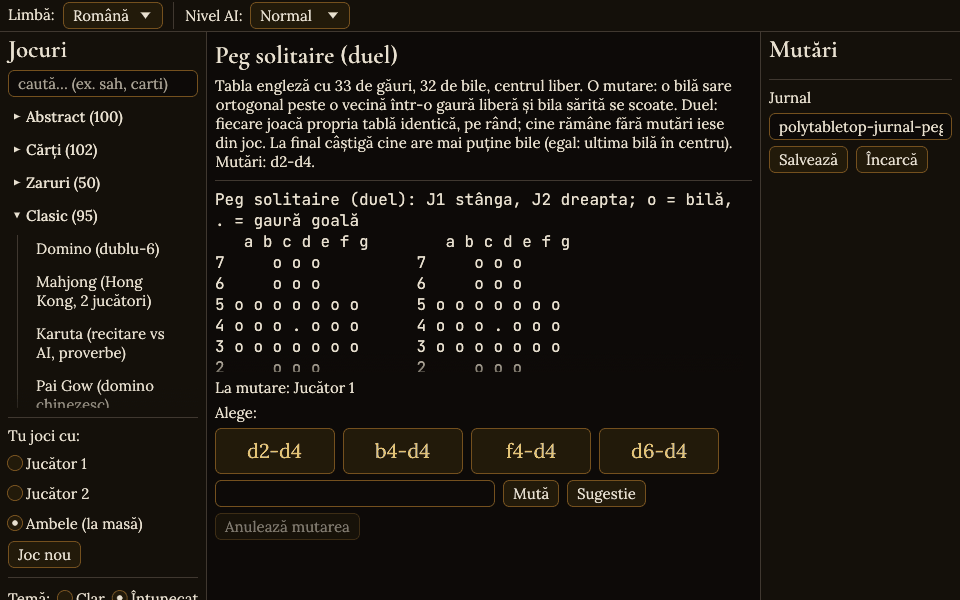 Limbă: Română ▼ Nivel AI: Normal ▼
Jocuri
caută... (ex. sah, carti)
▸ Abstract (100)
▸ Cărți (102)
▸ Zaruri (50)
▾ Clasic (95)
Domino (dublu-6)
Mahjong (Hong
Kong, 2 jucători)
Karuta (recitare vs
AI, proverbe)
Pai Gow (domino
chinezesc)
Tu joci cu:
Jucător 1
Jucător 2
Ambele (la masă)
Joc nou
Temă: Clar Întunecat
Peg solitaire (duel)
Tabla engleză cu 33 de găuri, 32 de bile, centrul liber. O mutare: o bilă sare
ortogonal peste o vecină într-o gaură liberă și bila sărită se scoate. Duel:
fiecare joacă propria tablă identică, pe rând; cine rămâne fără mutări iese
din joc. La final câștigă cine are mai puține bile (egal: ultima bilă în centru).
Mutări: d2-d4.
Peg solitaire (duel): J1 stânga, J2 dreapta; o = bilă,
. = gaură goală
a b c d e f g a b c d e f g
7 o o o 7 o o o
6 o o o 6 o o o
5 o o o o o o o 5 o o o o o o o
4 o o o . o o o 4 o o o . o o o
3 o o o o o o o 3 o o o o o o o
2 o o o 2 o o o
La mutare: Jucător 1
Alege:
d2-d4 b4-d4 f4-d4 d6-d4
Mută Sugestie
Anulează mutarea
Mutări
Jurnal
polytabletop-jurnal-peg
Salvează Încarcă